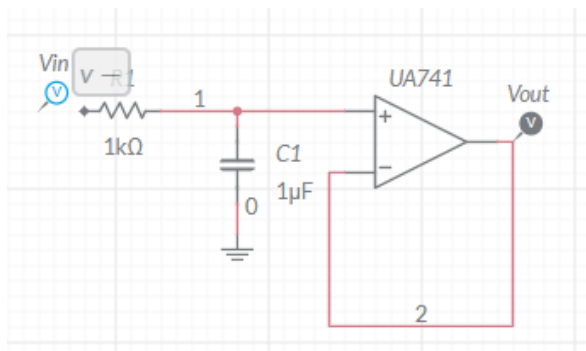 Vin
V —
R1
1
1kΩ
C1
1µF
0
UA741
+
−
Vout
V
V
2